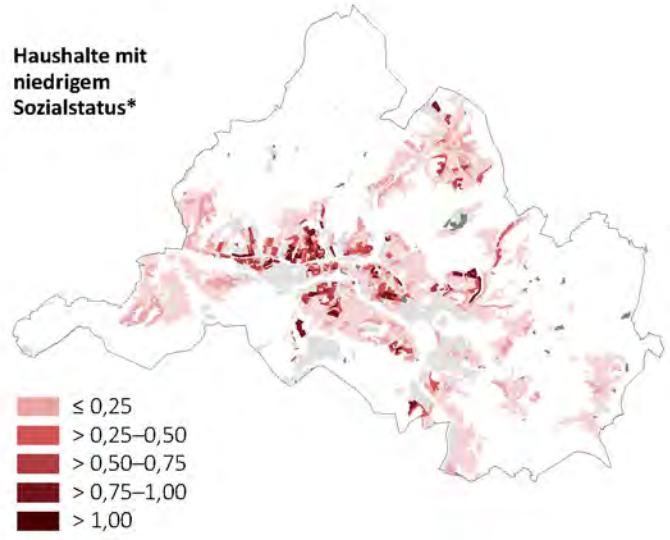 Haushalte mit
niedrigem
Sozialstatus*
≤ 0,25
> 0,25–0,50
> 0,50–0,75
> 0,75–1,00
> 1,00